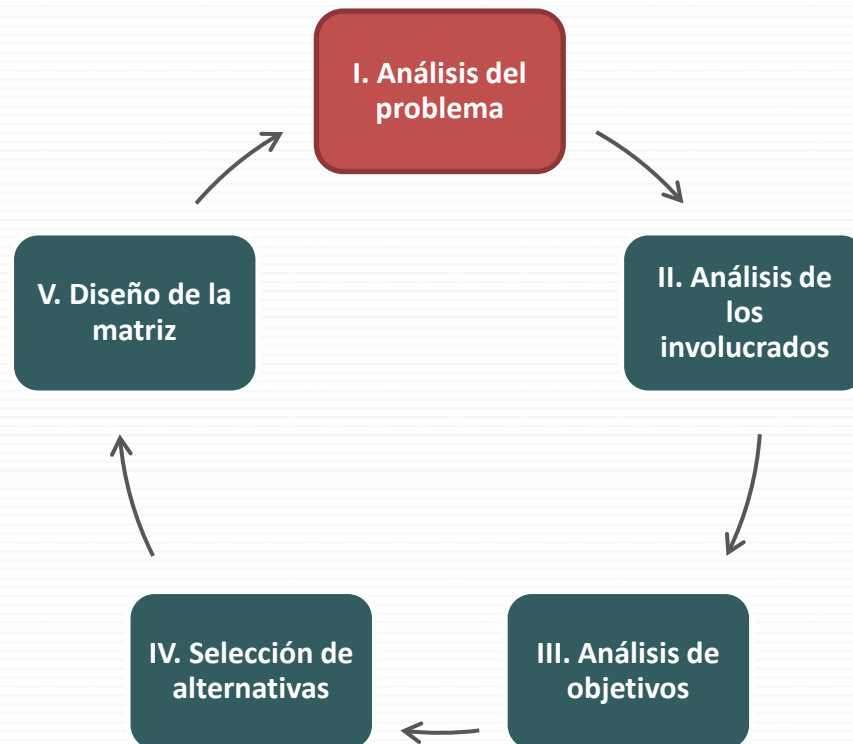 I. Análisis del
problema
II. Análisis de
los
involucrados
III. Análisis de
objetivos
IV. Selección de
alternativas
V. Diseño de la
matriz